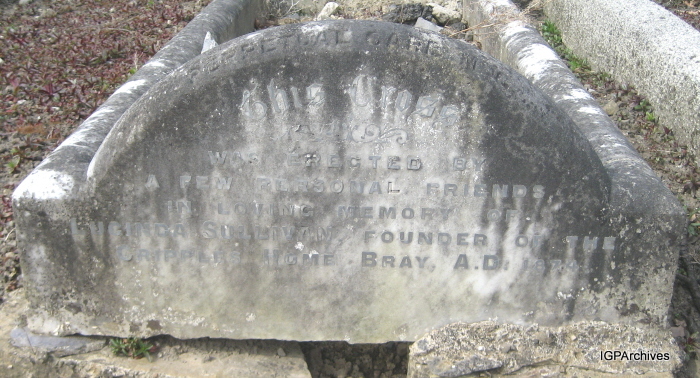 PERPETUAL CARE
This Cross
WAS ERECTED BY
A FEW PERSONAL FRIENDS
IN LOVING MEMORY OF
LUCINDA SULLIVAN, FOUNDER OF THE
CRIPPLES HOME BRAY, A.D.
IGPArchives